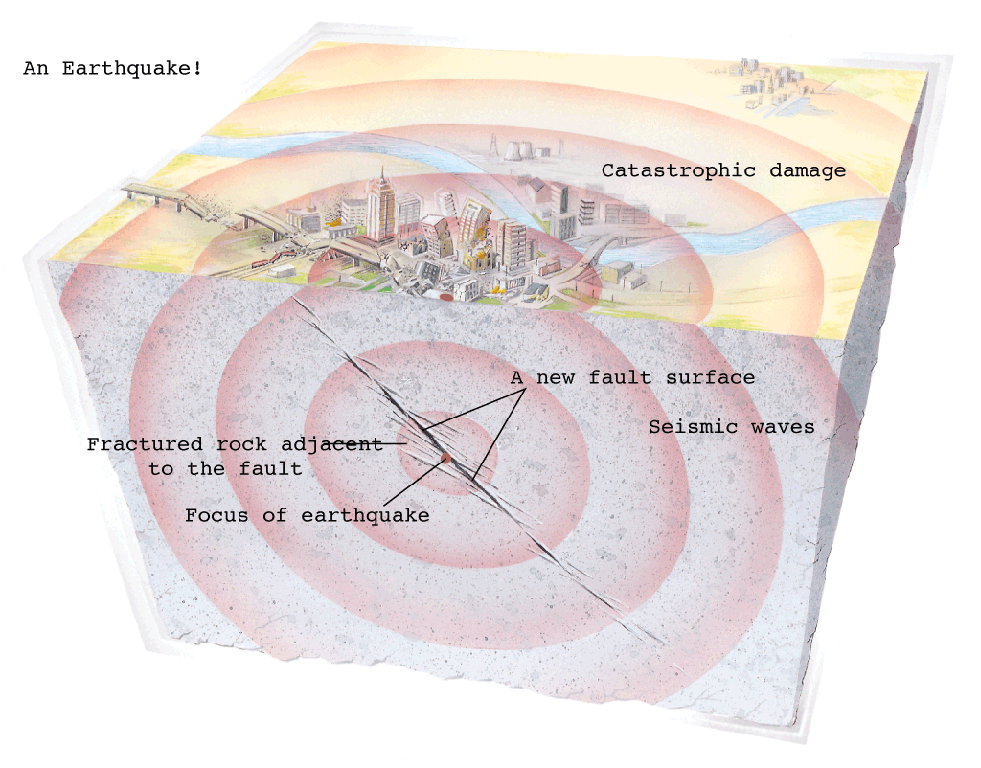 An Earthquake!
Catastrophic damage
A new fault surface
Seismic waves
Fractured rock adjacent
to the fault
Focus of earthquake